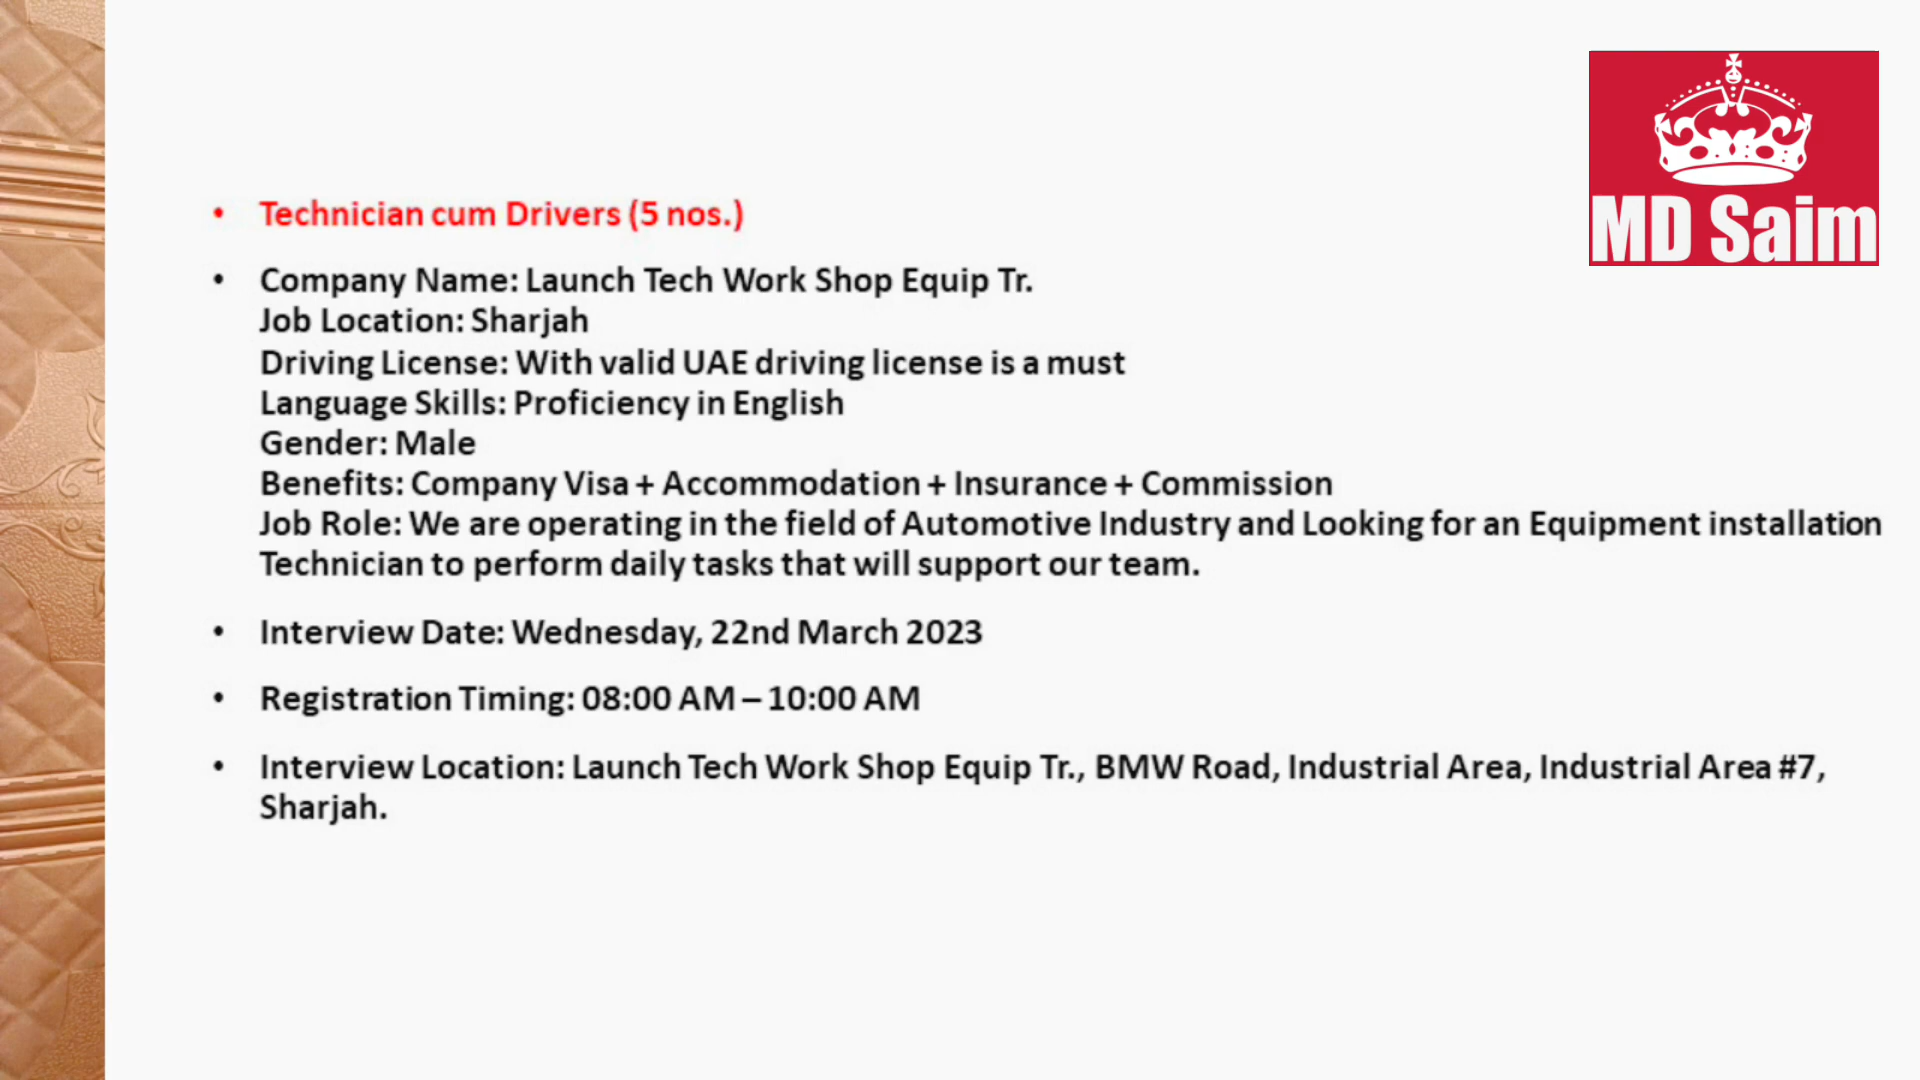 MD Saim
• Technician cum Drivers (5 nos.)
• Company Name: Launch Tech Work Shop Equip Tr.
Job Location: Sharjah
Driving License: With valid UAE driving license is a must
Language Skills: Proficiency in English
Gender: Male
Benefits: Company Visa + Accommodation + Insurance + Commission
Job Role: We are operating in the field of Automotive Industry and Looking for an Equipment installation
Technician to perform daily tasks that will support our team.
• Interview Date: Wednesday, 22nd March 2023
• Registration Timing: 08:00 AM – 10:00 AM
• Interview Location: Launch Tech Work Shop Equip Tr., BMW Road, Industrial Area, Industrial Area #7,
Sharjah.